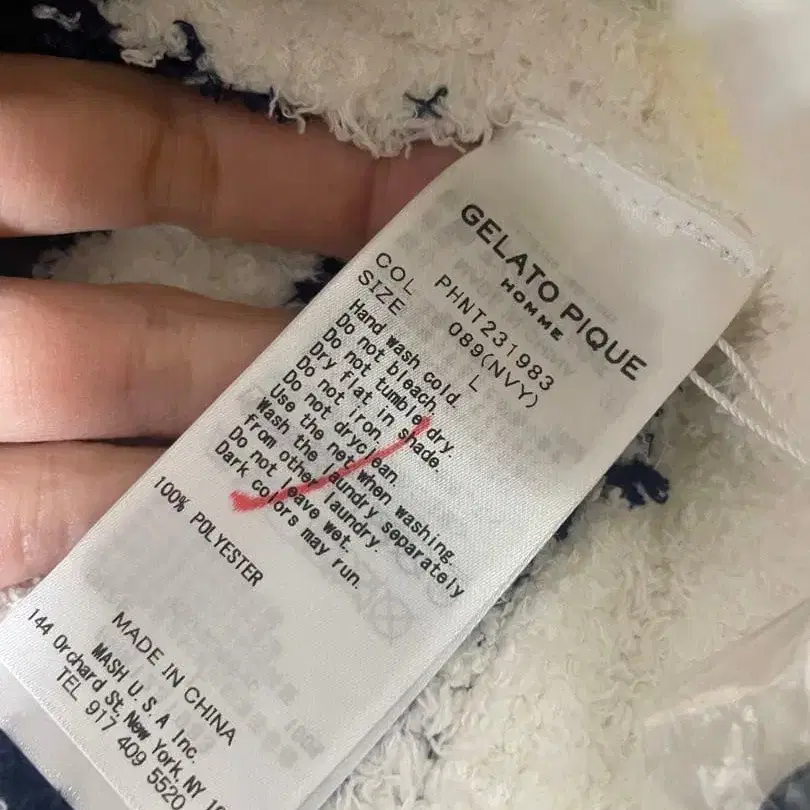 GELATO PIQUE
HOMME
PHNT231983
COL 089(NVY)
SIZE L
Hand wash cold.
Do not bleach.
Do not tumble dry.
Dry flat in shade.
Do not iron.
Do not dryclean.
Use the net when washing.
Wash the laundry separately
from other laundry.
Do not leave wet.
Dark colors may run.
100% POLYESTER
MADE IN CHINA
MASH U.S.A Inc.
144 Orchard St, New York, NY
TEL 917 409 5520